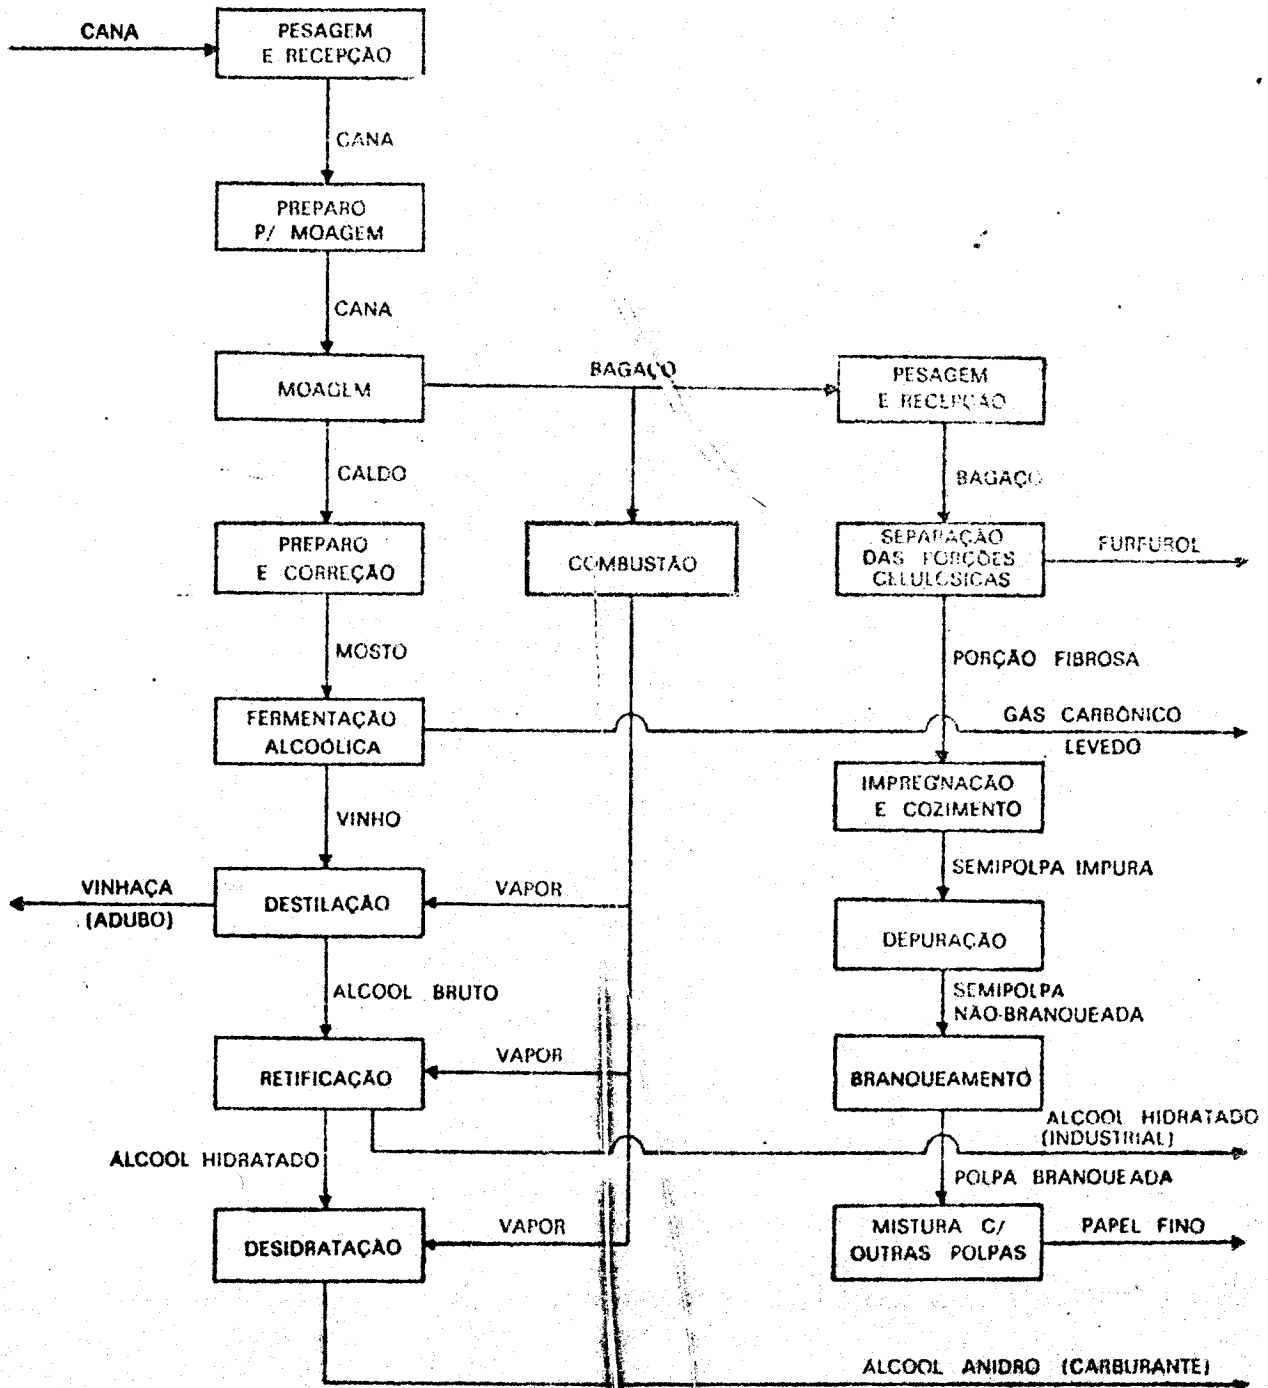 CANA
PESAGEM
E RECEPÇÃO
CANA
PREPARO
P/ MOAGEM
CANA
MOAGEM
BAGAÇO
PESAGEM
E RECEPÇÃO
CALDO
BAGAÇO
PREPARO
E CORREÇÃO
COMBUSTÃO
SEPARAÇÃO
DAS PORÇÕES
CELULÓSICAS
FURFUROL
MOSTO
PORÇÃO FIBROSA
FERMENTAÇÃO
ALCOÓLICA
GÁS CARBÔNICO
LEVEDO
IMPREGNACÃO
E COZIMENTO
VINHO
SEMIPOLPA IMPURA
VINHAÇA
(ADUBO)
DESTILAÇÃO
VAPOR
DEPURAÇÃO
ALCOOL BRUTO
SEMIPOLPA
NÃO-BRANQUEADA
RETIFICAÇÃO
VAPOR
BRANQUEAMENTO
ALCOOL HIDRATADO
(INDUSTRIAL)
ÁLCOOL HIDRATADO
POLPA BRANQUEADA
DESIDRATAÇÃO
VAPOR
MISTURA C/
OUTRAS POLPAS
PAPEL FINO
ALCOOL ANIDRO (CARBURANTE)